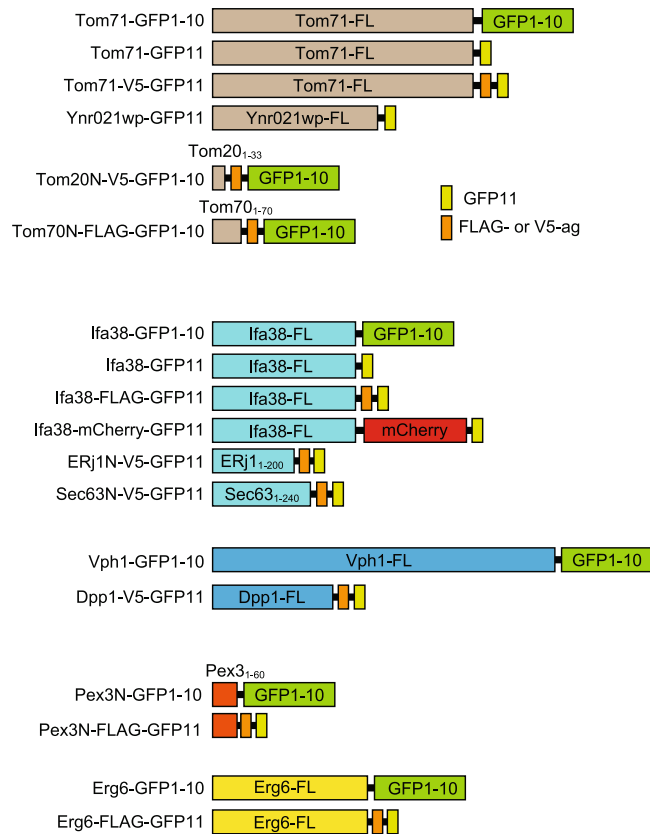 Tom71-GFP1-10 Tom71-FL GFP1-10
Tom71-GFP11 Tom71-FL
Tom71-V5-GFP11 Tom71-FL
Ynr021wp-GFP11 Ynr021wp-FL
Tom20₁₋₃₃
Tom20N-V5-GFP1-10 GFP1-10
GFP11
Tom70₁₋₇₀
FLAG- or V5-ag
Tom70N-FLAG-GFP1-10 GFP1-10
Ifa38-GFP1-10 Ifa38-FL GFP1-10
Ifa38-GFP11 Ifa38-FL
Ifa38-FLAG-GFP11 Ifa38-FL
Ifa38-mCherry-GFP11 Ifa38-FL mCherry
ERj1N-V5-GFP11 ERj1₁₋₂₀₀
Sec63N-V5-GFP11 Sec63₁₋₂₄₀
Vph1-GFP1-10 Vph1-FL GFP1-10
Dpp1-V5-GFP11 Dpp1-FL
Pex3₁₋₆₀
Pex3N-GFP1-10 GFP1-10
Pex3N-FLAG-GFP11
Erg6-GFP1-10 Erg6-FL GFP1-10
Erg6-FLAG-GFP11 Erg6-FL